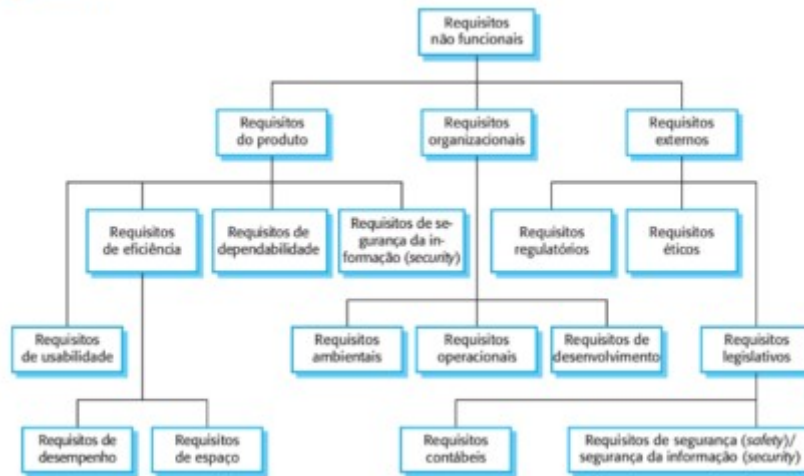 Requisitos
não funcionais
Requisitos
do produto
Requisitos
organizacionais
Requisitos
externos
Requisitos
de eficiência
Requisitos de
dependabilidade
Requisitos de se-
gurança da in-
formação (security)
Requisitos
regulatórios
Requisitos
éticos
Requisitos
de usabilidade
Requisitos
ambientais
Requisitos
operacionais
Requisitos de
desenvolvimento
Requisitos
legislativos
Requisitos de
desempenho
Requisitos
de espaço
Requisitos
contábeis
Requisitos de segurança (safety)/
segurança da informação (security)